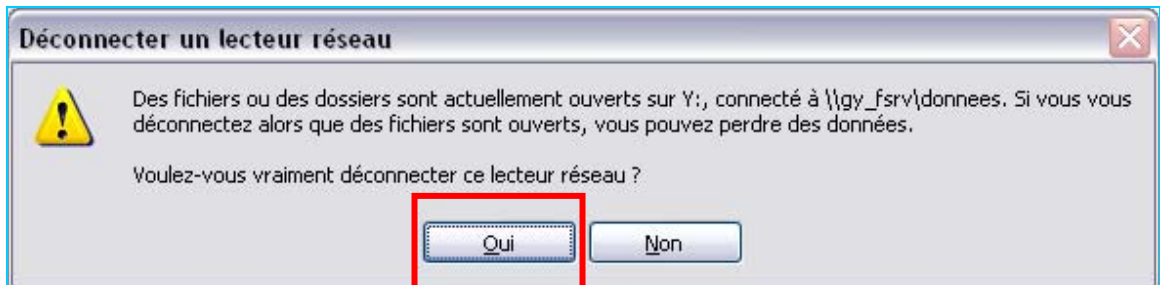 Déconnecter un lecteur réseau
Des fichiers ou des dossiers sont actuellement ouverts sur Y:, connecté à \\gy_fsrv\donnees. Si vous vous
déconnectez alors que des fichiers sont ouverts, vous pouvez perdre des données.
Voulez-vous vraiment déconnecter ce lecteur réseau ?
Oui Non